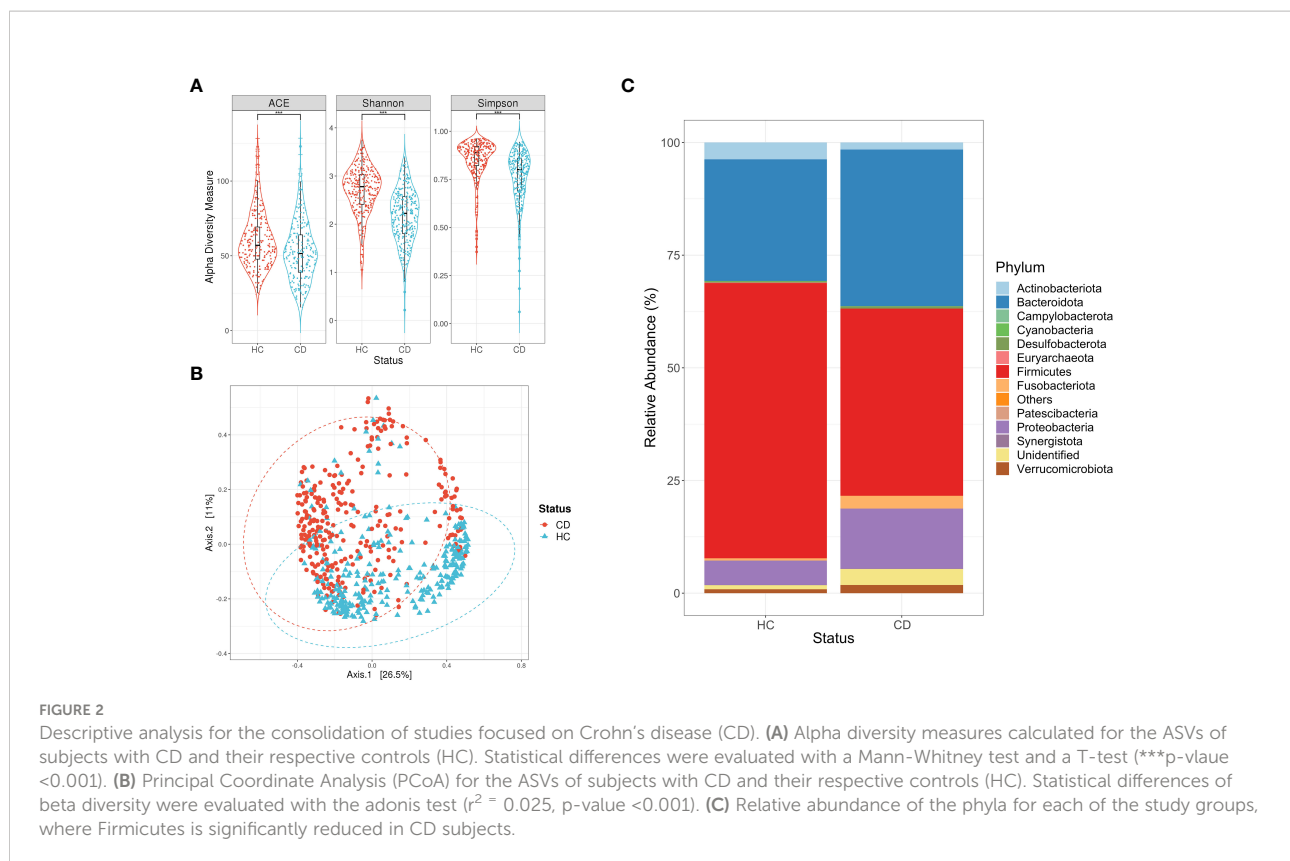 A
ACE
Shannon
Simpson
***
***
***
Alpha Diversity Measure
100
50
0
4
3
2
1
0
1.00
0.75
0.50
0.25
0.00
HC
CD
HC
CD
HC
CD
Status
B
Axis.2 [11%]
0.4
0.2
0.0
-0.2
-0.4
-0.4
0.0
0.4
0.8
Axis.1 [26.5%]
Status
CD
HC
C
Relative Abundance (%)
100
75
50
25
0
HC
CD
Status
Phylum
Actinobacteriota
Bacteroidota
Campylobacterota
Cyanobacteria
Desulfobacterota
Euryarchaeota
Firmicutes
Fusobacteriota
Others
Patescibacteria
Proteobacteria
Synergistota
Unidentified
Verrucomicrobiota
FIGURE 2
Descriptive analysis for the consolidation of studies focused on Crohn's disease (CD). (A) Alpha diversity measures calculated for the ASVs of
subjects with CD and their respective controls (HC). Statistical differences were evaluated with a Mann-Whitney test and a T-test (***p-vlaue
<0.001). (B) Principal Coordinate Analysis (PCoA) for the ASVs of subjects with CD and their respective controls (HC). Statistical differences of
beta diversity were evaluated with the adonis test (r² = 0.025, p-value <0.001). (C) Relative abundance of the phyla for each of the study groups,
where Firmicutes is significantly reduced in CD subjects.